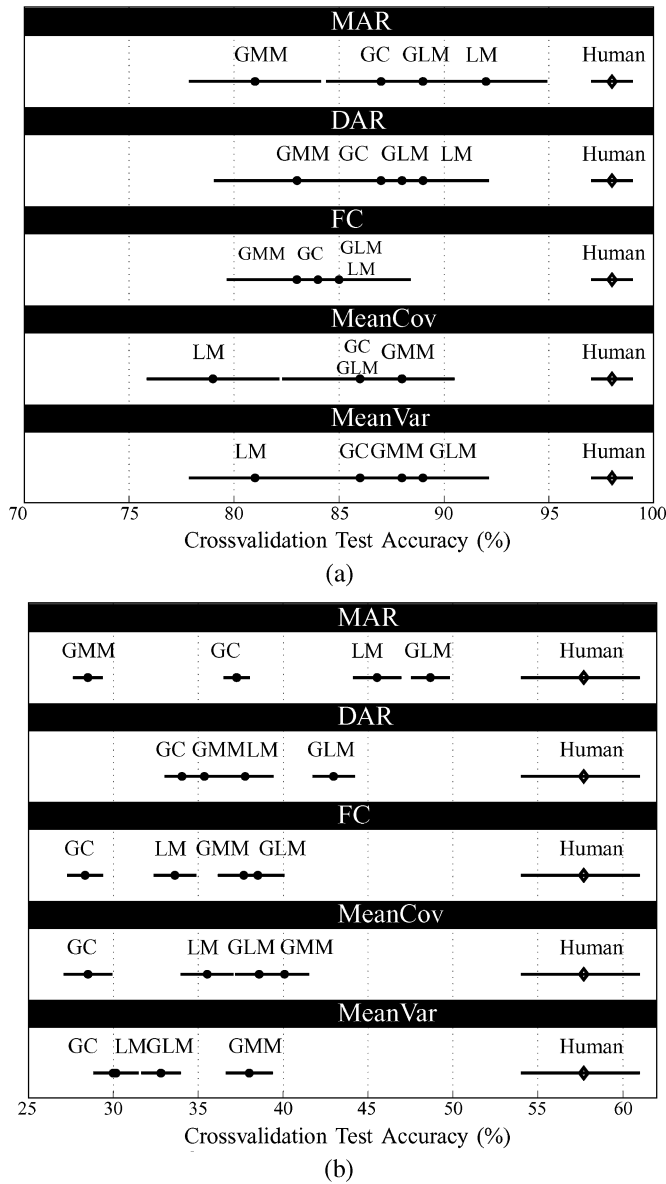 MAR
GMM GC GLM LM Human
DAR
GMM GC GLM LM Human
FC
GMM GC GLM LM Human
MeanCov
LM GC GLM GMM Human
MeanVar
LM GC GMM GLM Human
70 75 80 85 90 95 100
Crossvalidation Test Accuracy (%)
(a)
MAR
GMM GC LM GLM Human
DAR
GC GMM LM GLM Human
FC
GC LM GMM GLM Human
MeanCov
GC LM GLM GMM Human
MeanVar
GC LM GLM GMM Human
25 30 35 40 45 50 55 60
Crossvalidation Test Accuracy (%)
(b)